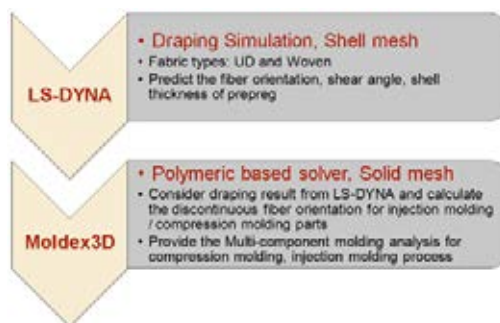 LS-DYNA
• Draping Simulation, Shell mesh
• Fabric types: UD and Woven
• Predict the fiber orientation, shear angle, shell
thickness of prepreg
Moldex3D
• Polymeric based solver, Solid mesh
• Consider draping result from LS-DYNA and calculate
the discontinuous fiber orientation for injection molding
/ compression molding parts
• Provide the Multi-component molding analysis for
compression molding, injection molding process